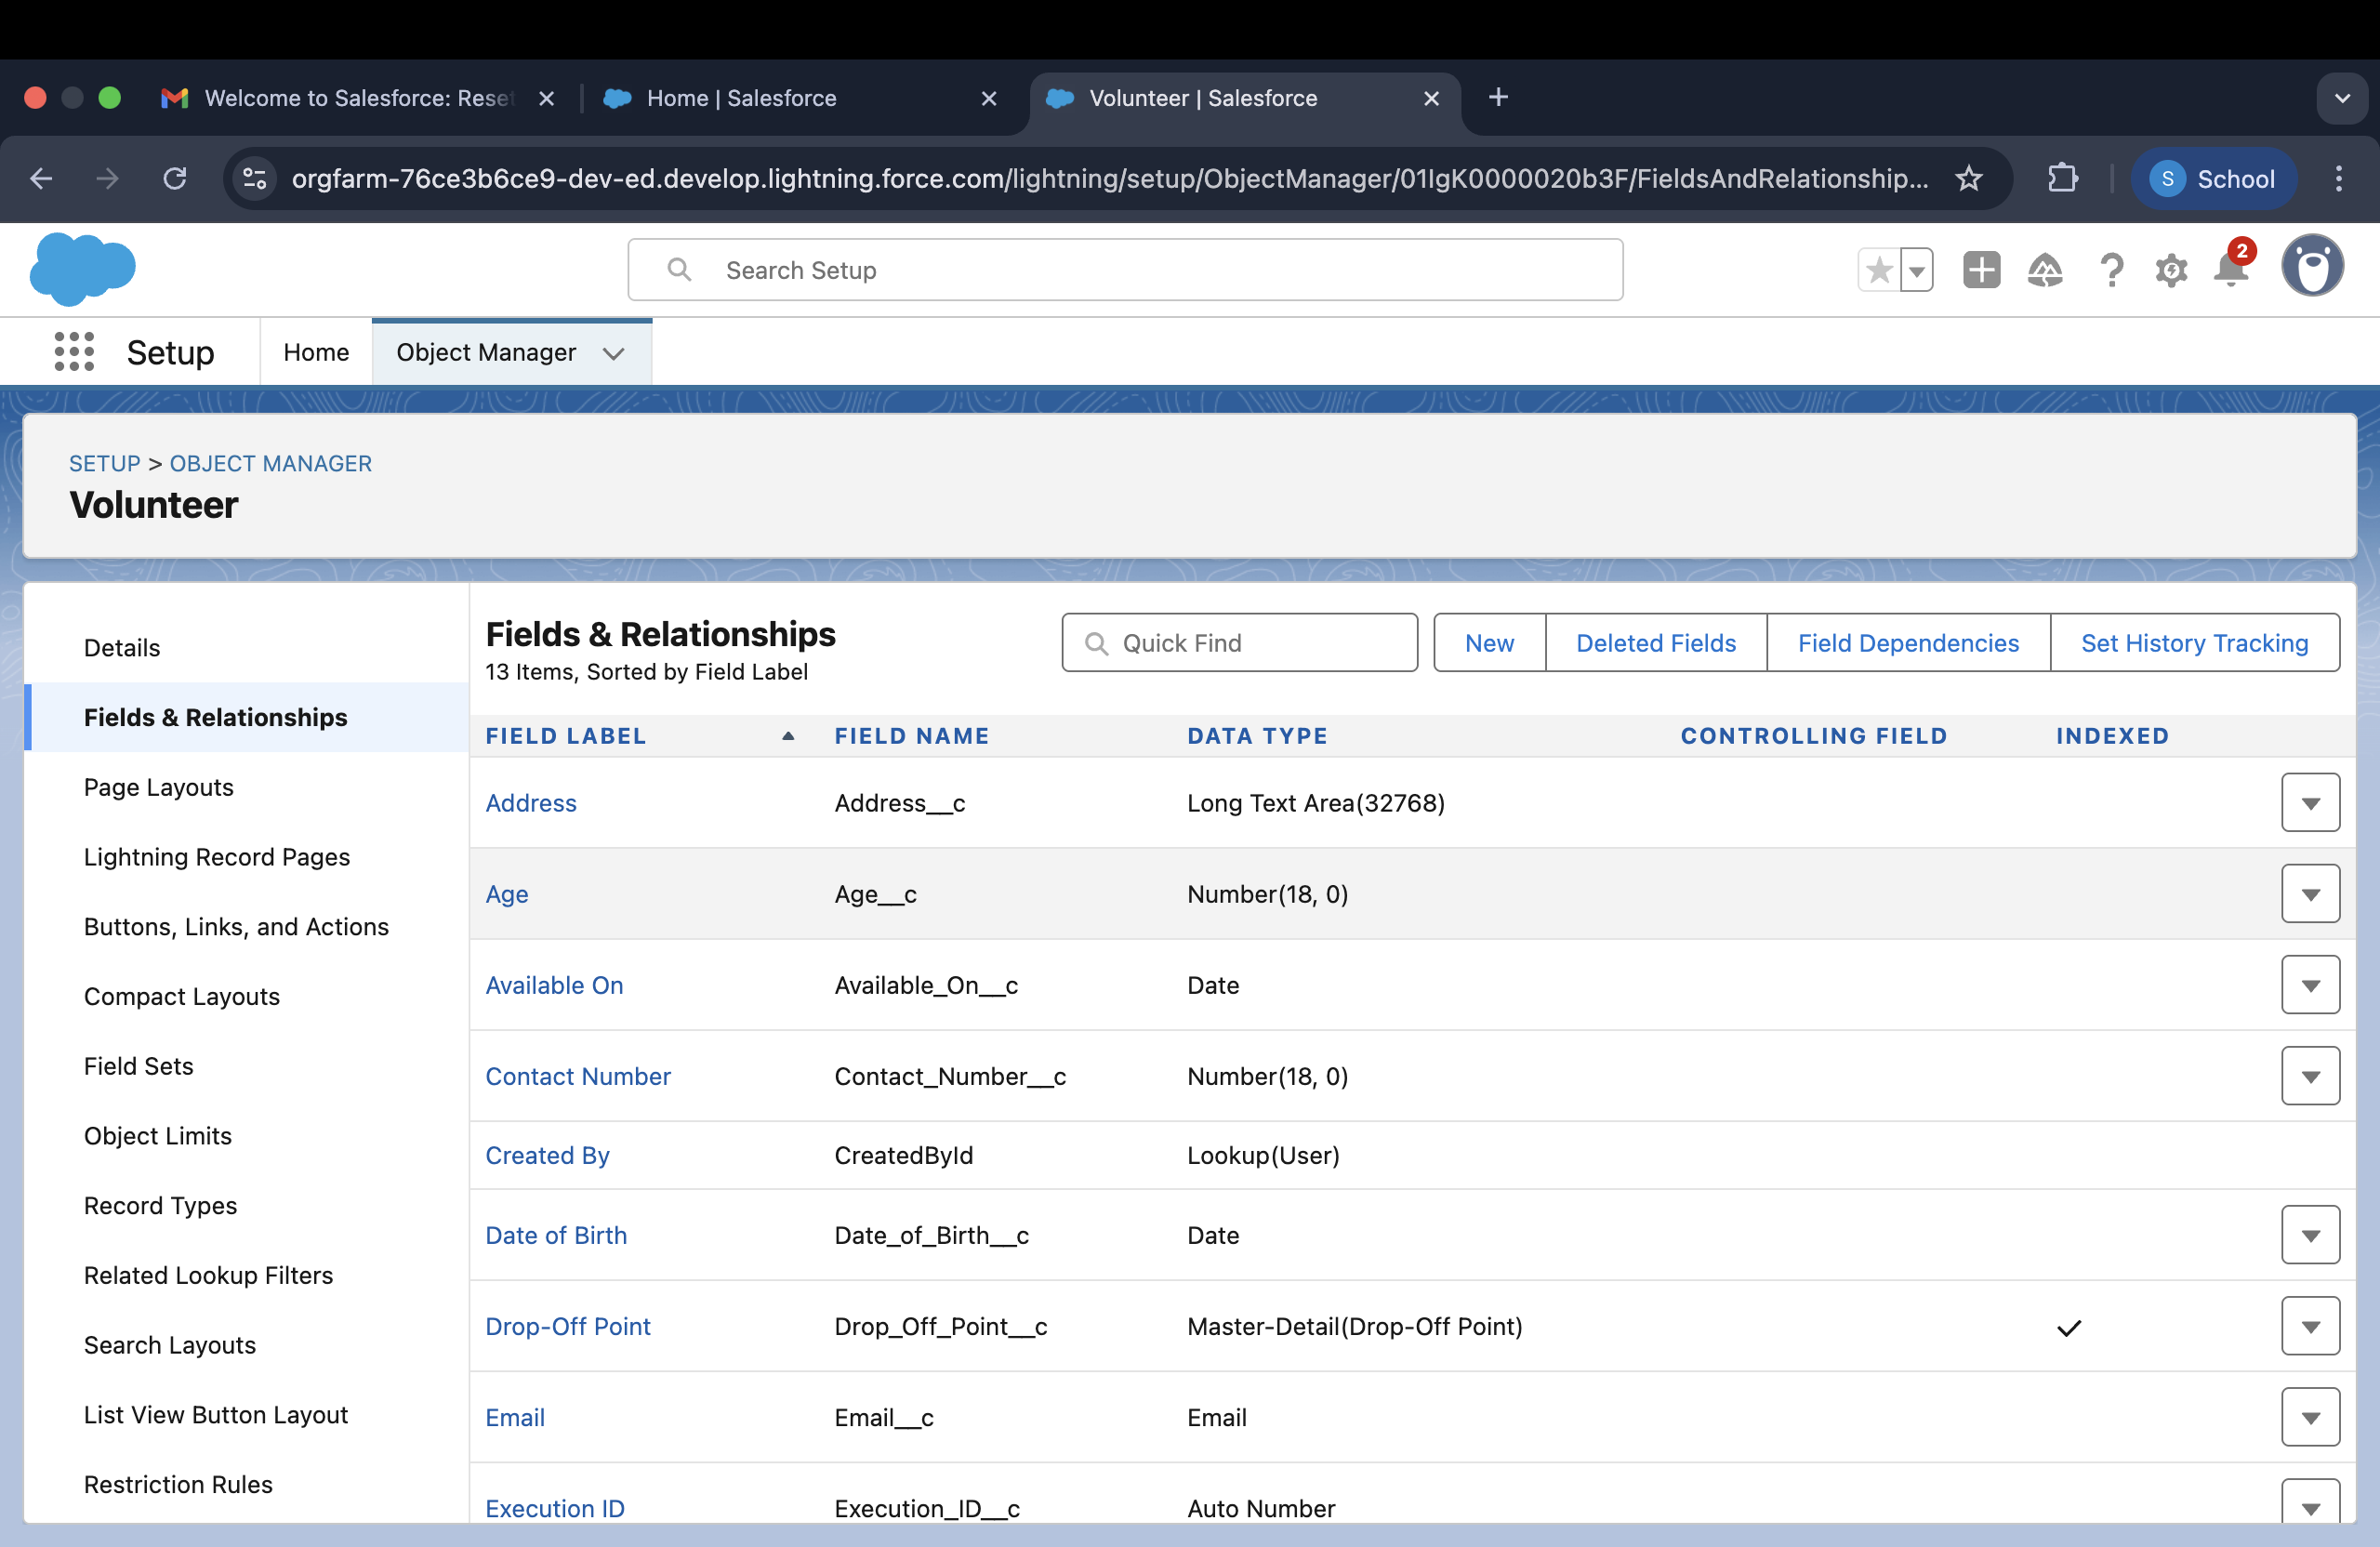 Welcome to Salesforce: Reset
Home | Salesforce
Volunteer | Salesforce
orgfarm-76ce3b6ce9-dev-ed.develop.lightning.force.com/lightning/setup/ObjectManager/01IgK0000020b3F/FieldsAndRelationship...
S School
Search Setup
2
Setup
Home
Object Manager
SETUP > OBJECT MANAGER
Volunteer
Details
Fields & Relationships
Page Layouts
Lightning Record Pages
Buttons, Links, and Actions
Compact Layouts
Field Sets
Object Limits
Record Types
Related Lookup Filters
Search Layouts
List View Button Layout
Restriction Rules
Fields & Relationships
13 Items, Sorted by Field Label
Quick Find
New
Deleted Fields
Field Dependencies
Set History Tracking
FIELD LABEL FIELD NAME DATA TYPE CONTROLLING FIELD INDEXED
Address Address__c Long Text Area(32768)
Age Age__c Number(18, 0)
Available On Available_On__c Date
Contact Number Contact_Number__c Number(18, 0)
Created By CreatedById Lookup(User)
Date of Birth Date_of_Birth__c Date
Drop-Off Point Drop_Off_Point__c Master-Detail(Drop-Off Point)
Email Email__c Email
Execution ID Execution_ID__c Auto Number